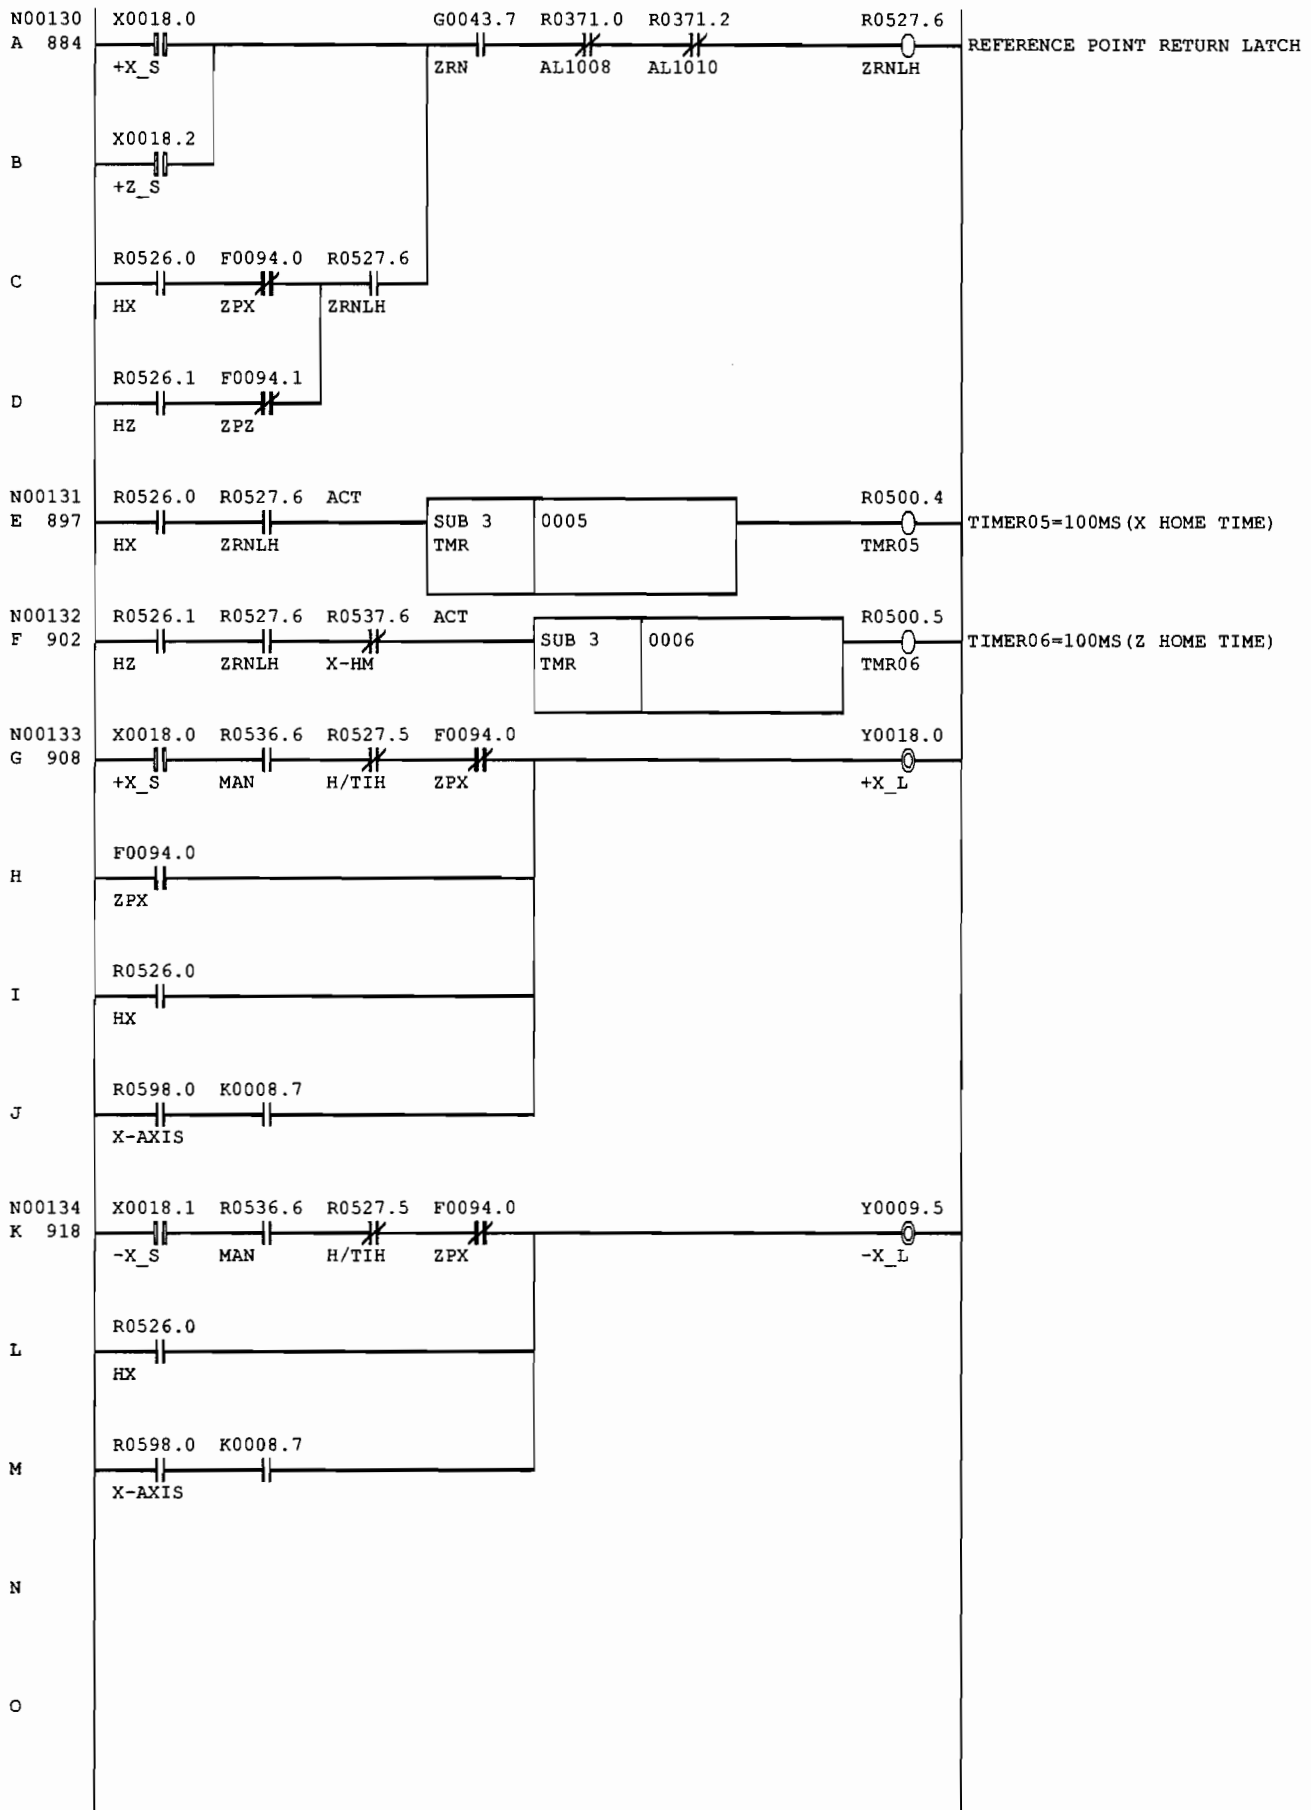 N00130 X0018.0 G0043.7 R0371.0 R0371.2 R0527.6
A 884 REFERENCE POINT RETURN LATCH
+X_S ZRN AL1008 AL1010 ZRNLH
X0018.2
B
+Z_S
R0526.0 F0094.0 R0527.6
C
HX ZPX ZRNLH
R0526.1 F0094.1
D
HZ ZPZ
N00131 R0526.0 R0527.6 ACT R0500.4
E 897 SUB 3 0005 TIMER05=100MS(X HOME TIME)
HX ZRNLH TMR TMR05
N00132 R0526.1 R0527.6 R0537.6 ACT R0500.5
F 902 SUB 3 0006 TIMER06=100MS(Z HOME TIME)
HZ ZRNLH X-HM TMR TMR06
N00133 X0018.0 R0536.6 R0527.5 F0094.0 Y0018.0
G 908
+X_S MAN H/TIH ZPX +X_L
F0094.0
H
ZPX
R0526.0
I
HX
R0598.0 K0008.7
J
X-AXIS
N00134 X0018.1 R0536.6 R0527.5 F0094.0 Y0009.5
K 918
-X_S MAN H/TIH ZPX -X_L
R0526.0
L
HX
R0598.0 K0008.7
M
X-AXIS
N
O